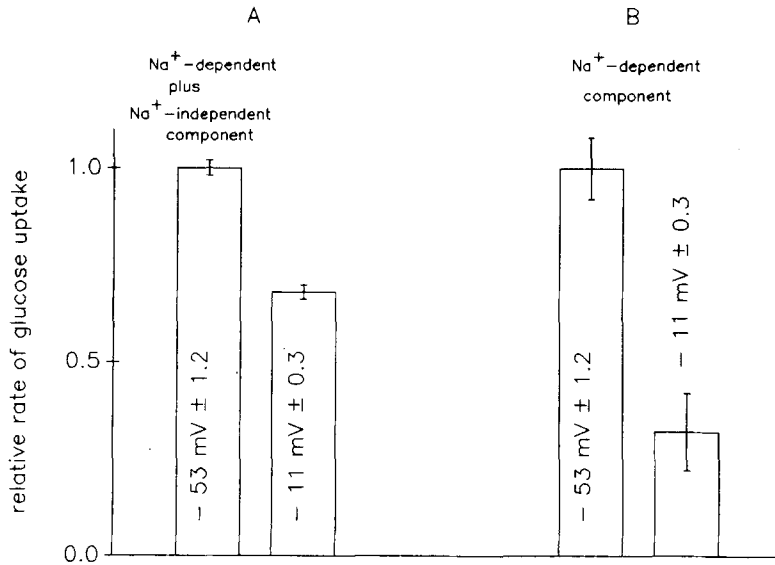 A
B
Na⁺-dependent
plus
Na⁺-independent
component
Na⁺-dependent
component
relative rate of glucose uptake
1.0
0.5
0.0
− 53 mV ± 1.2
− 11 mV ± 0.3
− 53 mV ± 1.2
− 11 mV ± 0.3